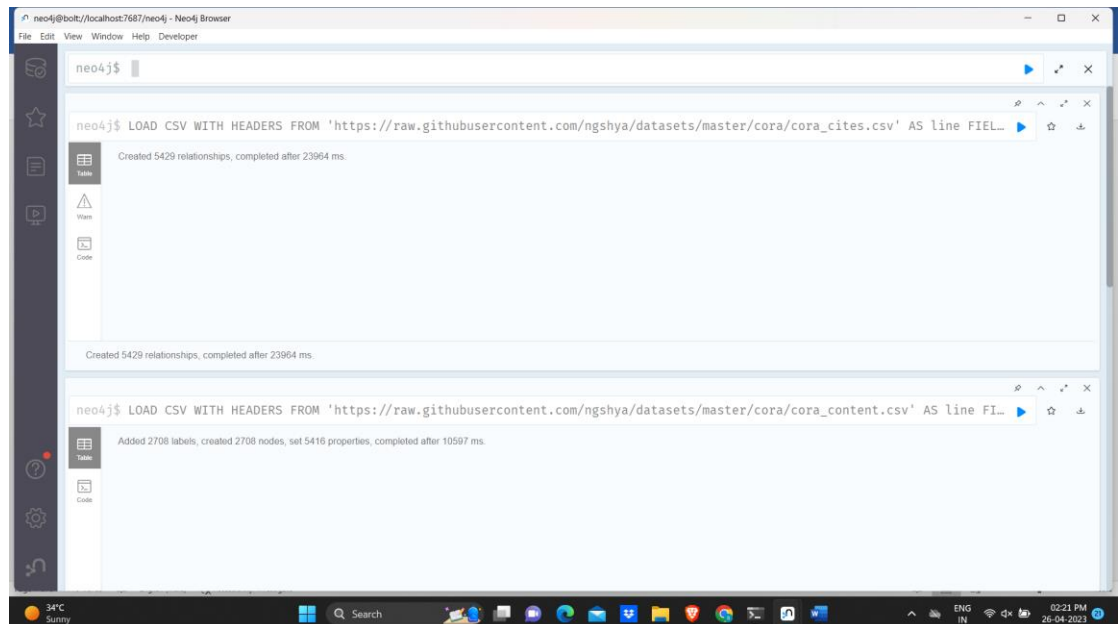 neo4j@bolt://localhost:7687/neo4j - Neo4j Browser
File Edit View Window Help Developer
neo4j$
neo4j$ LOAD CSV WITH HEADERS FROM 'https://raw.githubusercontent.com/ngshya/datasets/master/cora/cora_cites.csv' AS line FIEL…
Table
Created 5429 relationships, completed after 23964 ms.
Warn
Code
Created 5429 relationships, completed after 23964 ms.
neo4j$ LOAD CSV WITH HEADERS FROM 'https://raw.githubusercontent.com/ngshya/datasets/master/cora/cora_content.csv' AS line FI…
Table
Added 2708 labels, created 2708 nodes, set 5416 properties, completed after 10597 ms.
Code
34°C
Sunny
Search
ENG
IN
02:21 PM
26-04-2023
21